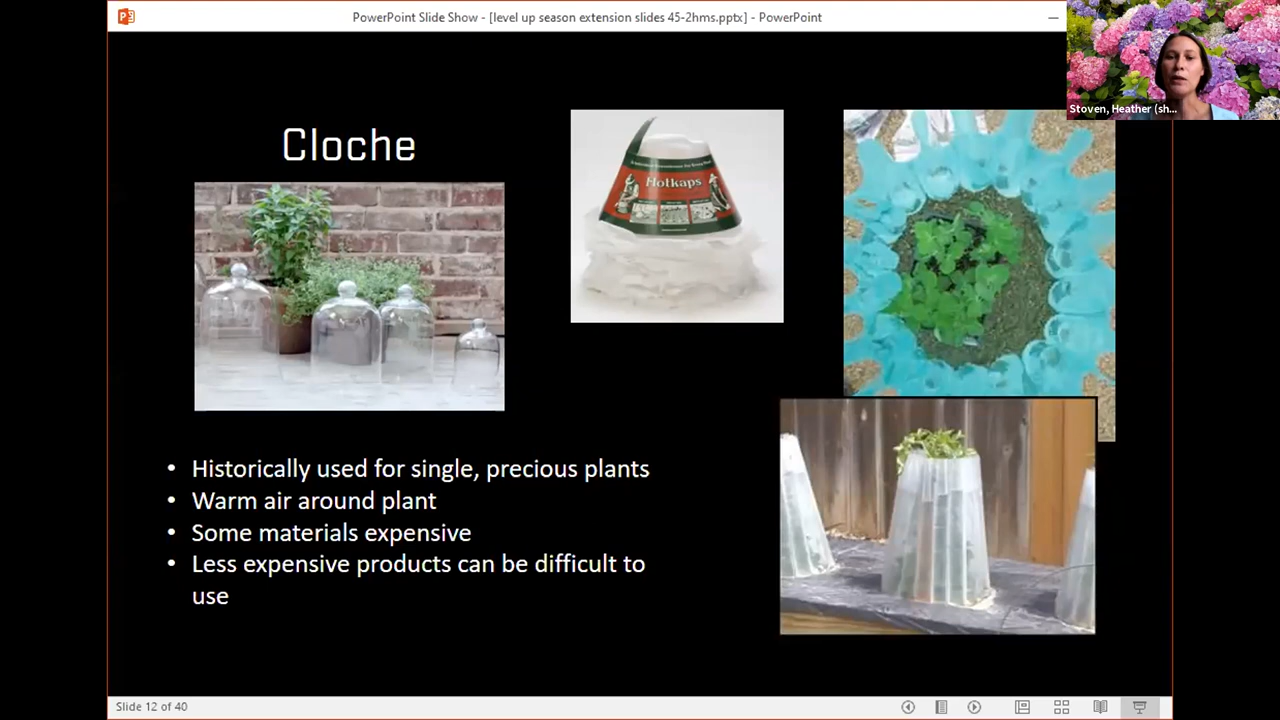 PowerPoint Slide Show - [level up season extension slides 45-2hms.pptx] - PowerPoint
Stoven, Heather (sh...
Cloche
Hotkaps
• Historically used for single, precious plants
• Warm air around plant
• Some materials expensive
• Less expensive products can be difficult to
use
Slide 12 of 40